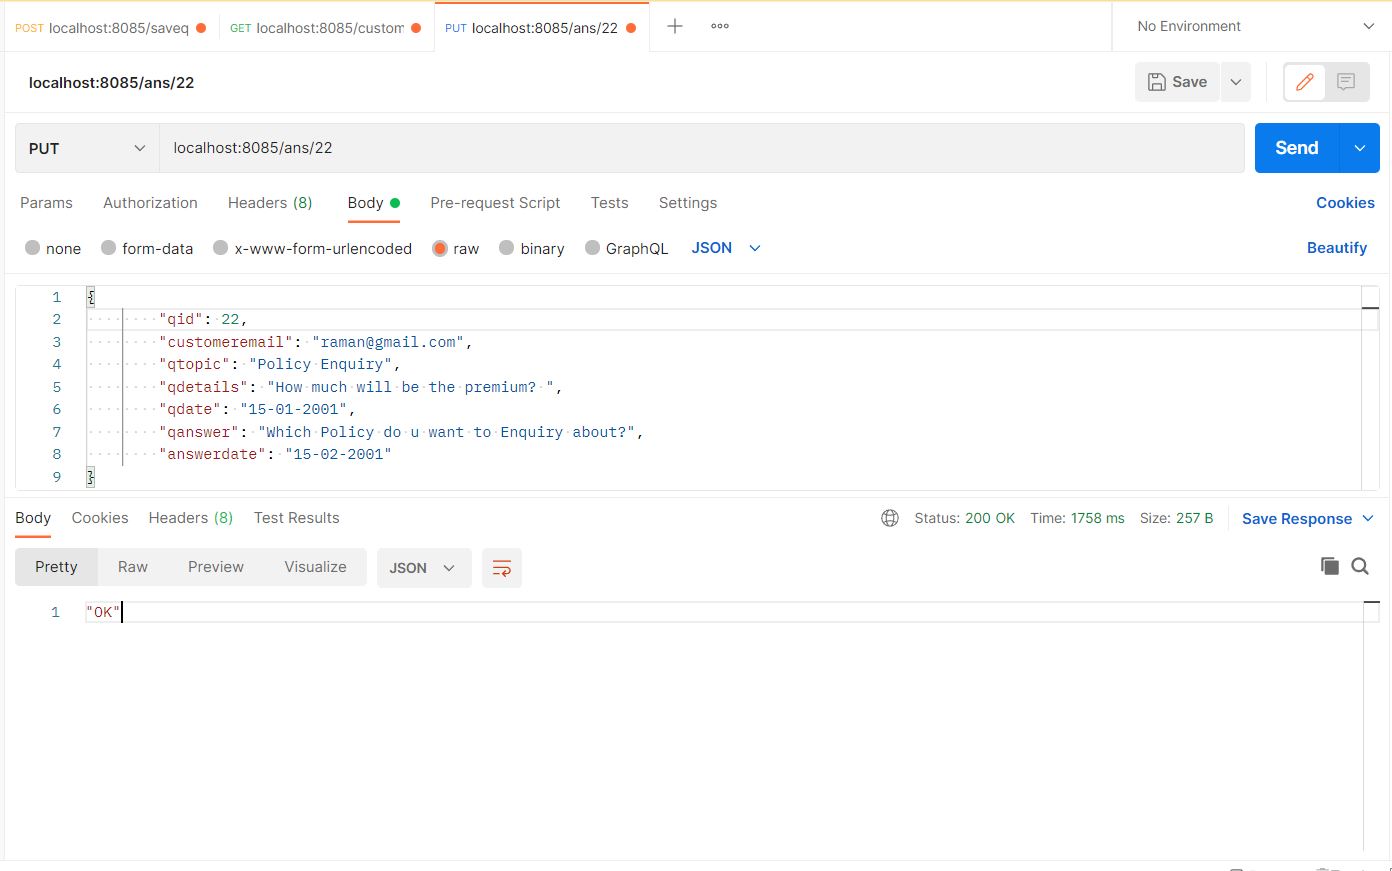 POST localhost:8085/saveq GET localhost:8085/custom PUT localhost:8085/ans/22 No Environment
localhost:8085/ans/22 Save
PUT localhost:8085/ans/22 Send
Params Authorization Headers (8) Body Pre-request Script Tests Settings Cookies
none form-data x-www-form-urlencoded raw binary GraphQL JSON Beautify
1 {
2 "qid": 22,
3 "customeremail": "raman@gmail.com",
4 "qtopic": "Policy Enquiry",
5 "qdetails": "How much will be the premium? ",
6 "qdate": "15-01-2001",
7 "qanswer": "Which Policy do u want to Enquiry about?",
8 "answerdate": "15-02-2001"
9 }
Body Cookies Headers (8) Test Results Status: 200 OK Time: 1758 ms Size: 257 B Save Response
Pretty Raw Preview Visualize JSON
1 "OK"